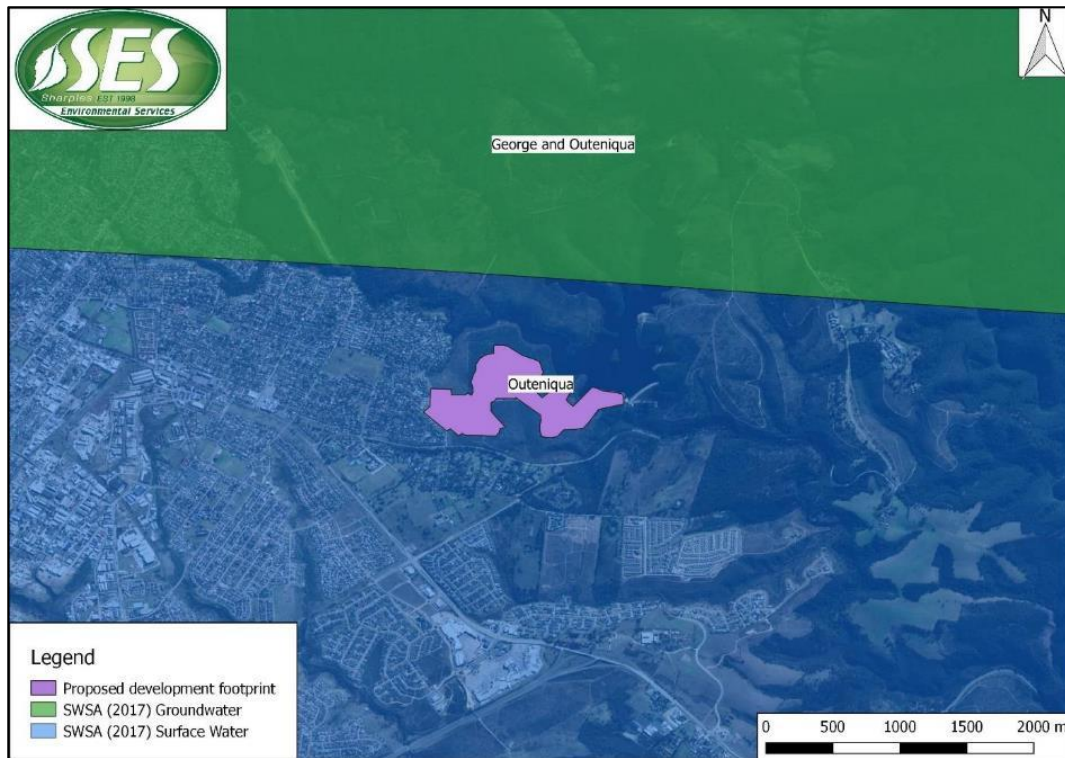 SES
Sharples EST 1998
Environmental Services
N
George and Outeniqua
Outeniqua
Legend
Proposed development footprint
SWSA (2017) Groundwater
SWSA (2017) Surface Water
0 500 1000 1500 2000 m